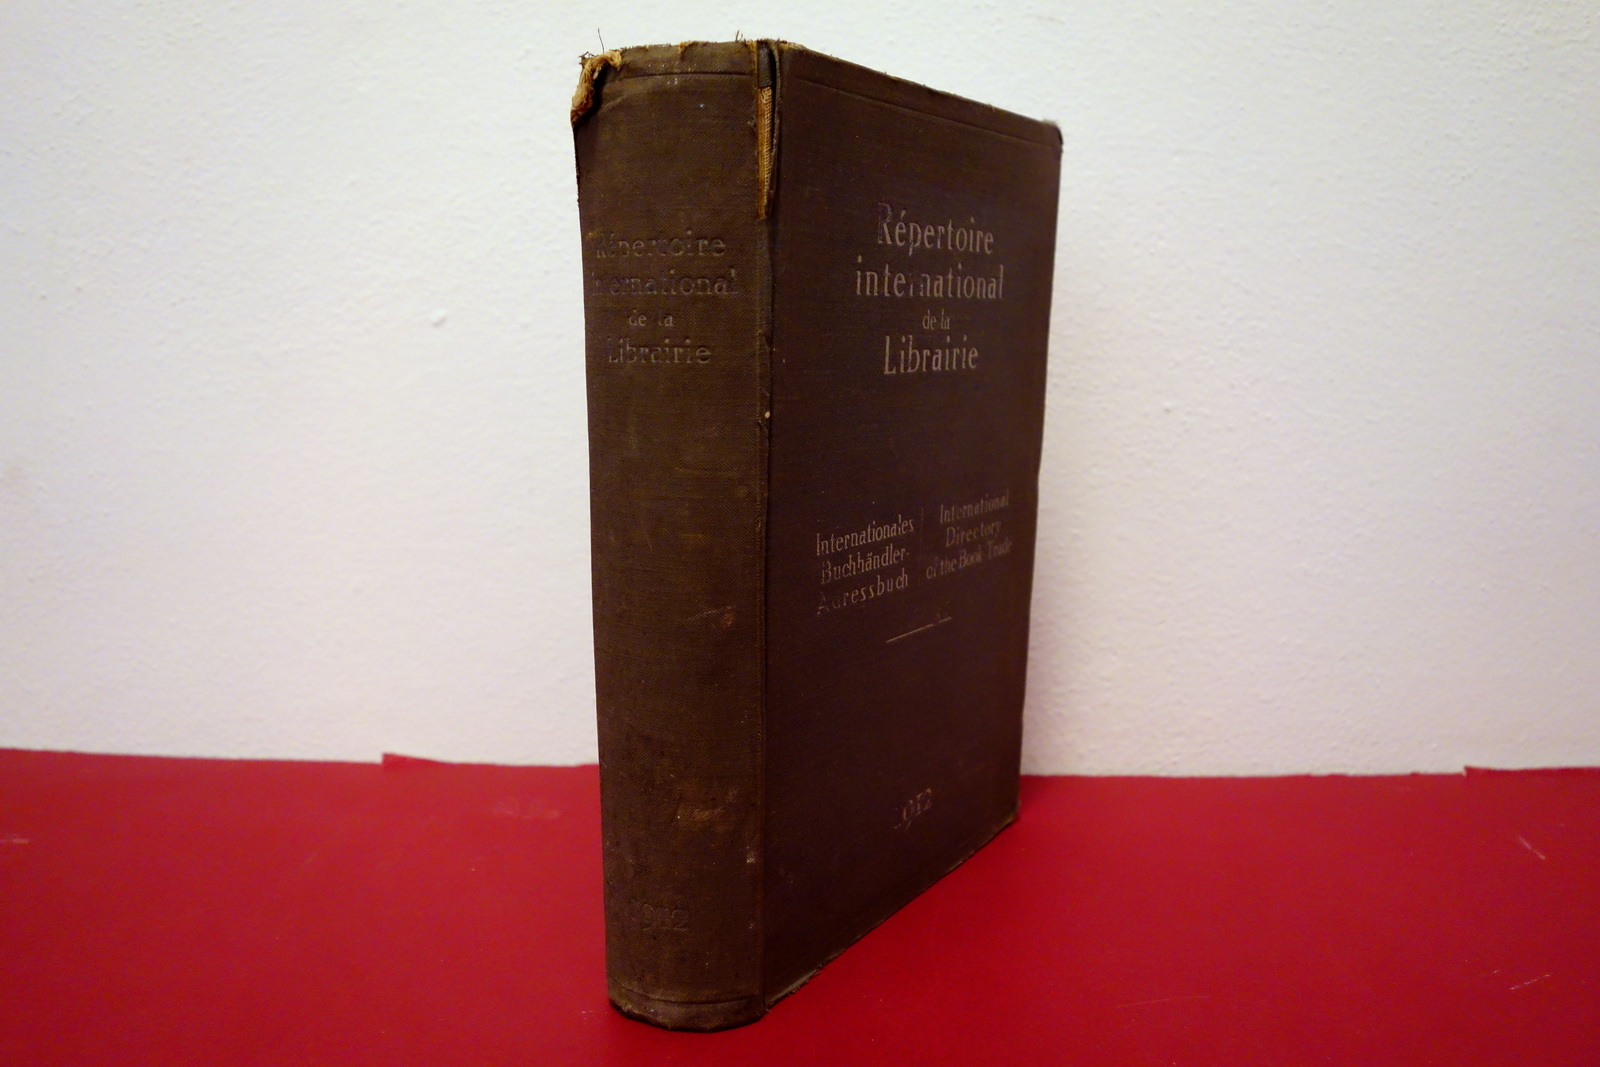 Répertoire
international
de la
Librairie
1912
Répertoire
international
de la
Librairie
Internationales
Buchhändler-
Adressbuch
International
Directory
of the Book Trade
1912